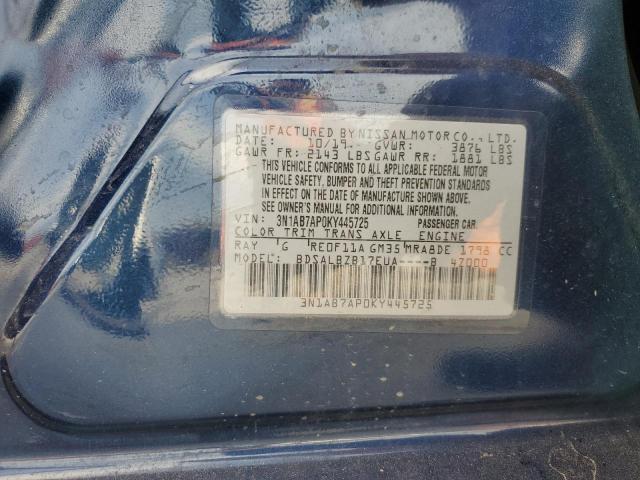 MANUFACTURED BY NISSAN MOTOR CO., LTD.
DATE: 10/19 GVWR: 3876 LBS
GAWR FR: 2143 LBS GAWR RR: 1881 LBS
THIS VEHICLE CONFORMS TO ALL APPLICABLE FEDERAL MOTOR
VEHICLE SAFETY, BUMPER AND THEFT PREVENTION STANDARDS
IN EFFECT ON THE DATE OF MANUFACTURE SHOWN ABOVE.
SEE OWNER'S MANUAL FOR ADDITIONAL INFORMATION.
VIN: 3N1AB7AP0KY445725 PASSENGER CAR
COLOR TRIM TRANS AXLE ENGINE
RAY 'G 'RE0F11A GM35'MRA8DE 1798 CC
MODEL: BDSALBZB17EUA----B 4Z000
3N1AB7AP0KY445725